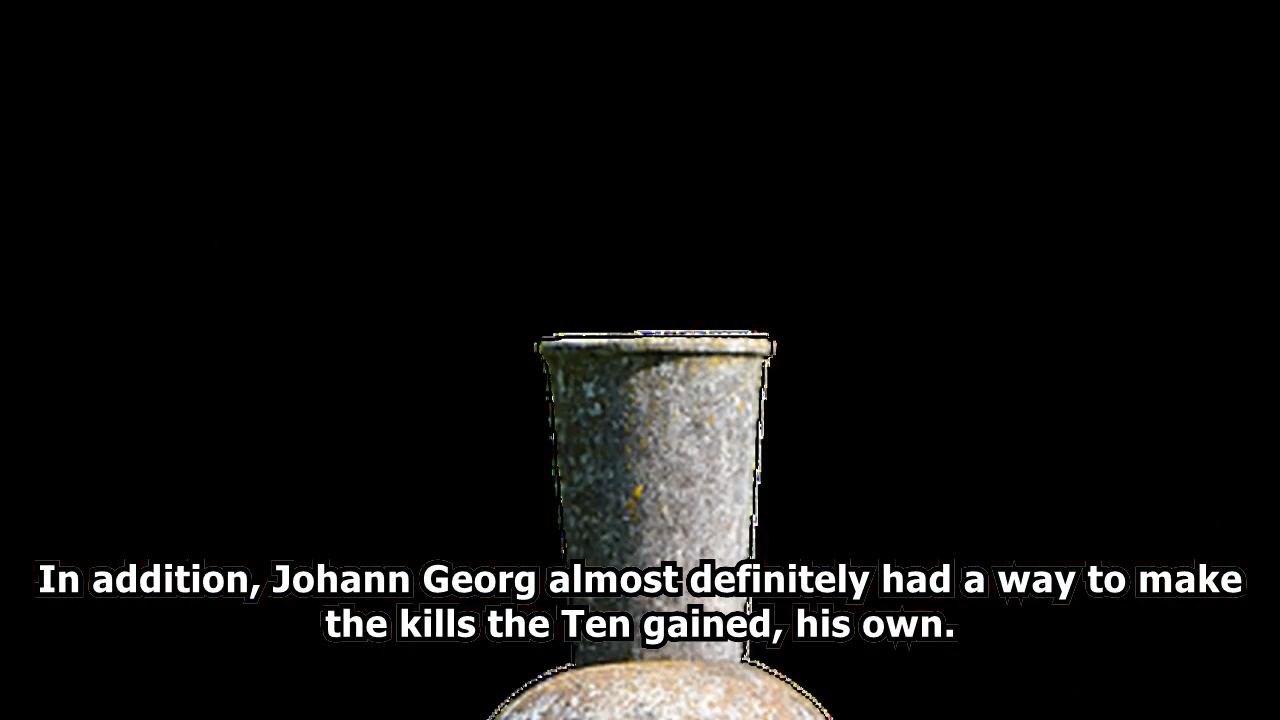 In addition, Johann Georg almost definitely had a way to make
the kills the Ten gained, his own.